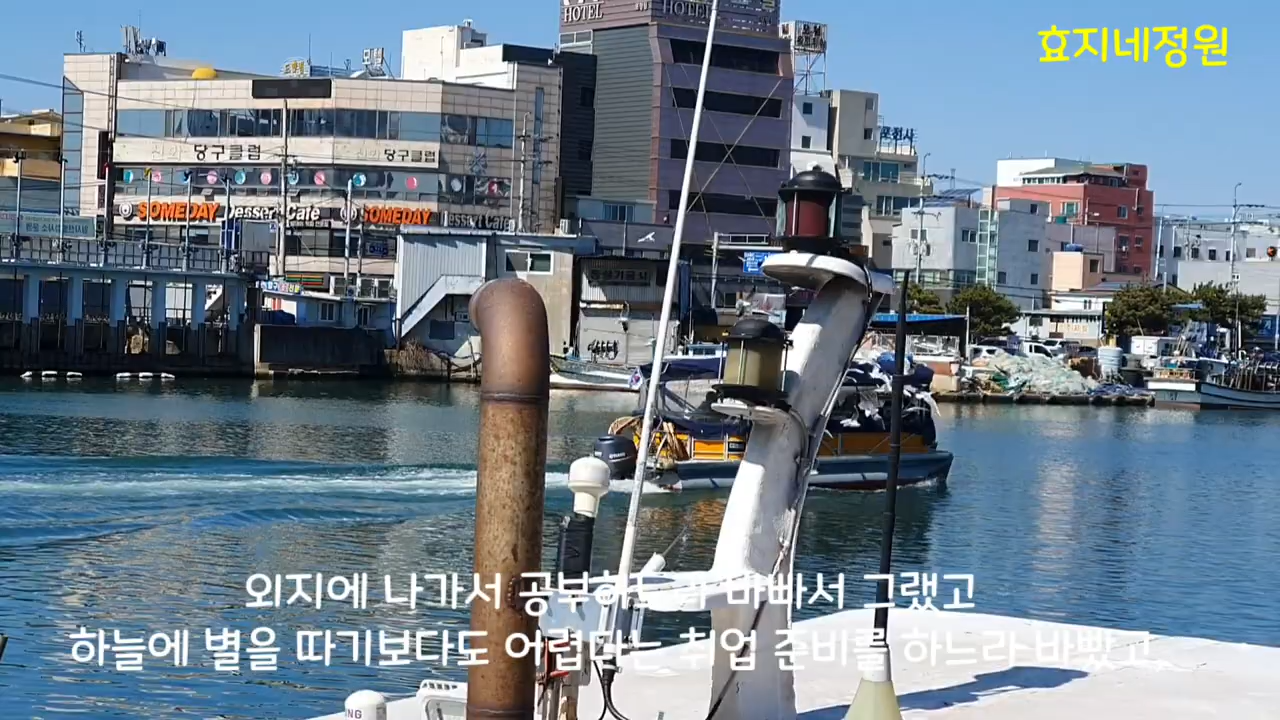 HOTEL
HOTEL
효지네정원
당구클럽
당구클럽
SOMEDAY Dessert Cafe
SOMEDAY Dessert Cafe
외지에 나가서 공부하느라 바빠서 그랬고
하늘에 별을 따기보다도 어렵다는 취업 준비를 하느라 바빴고